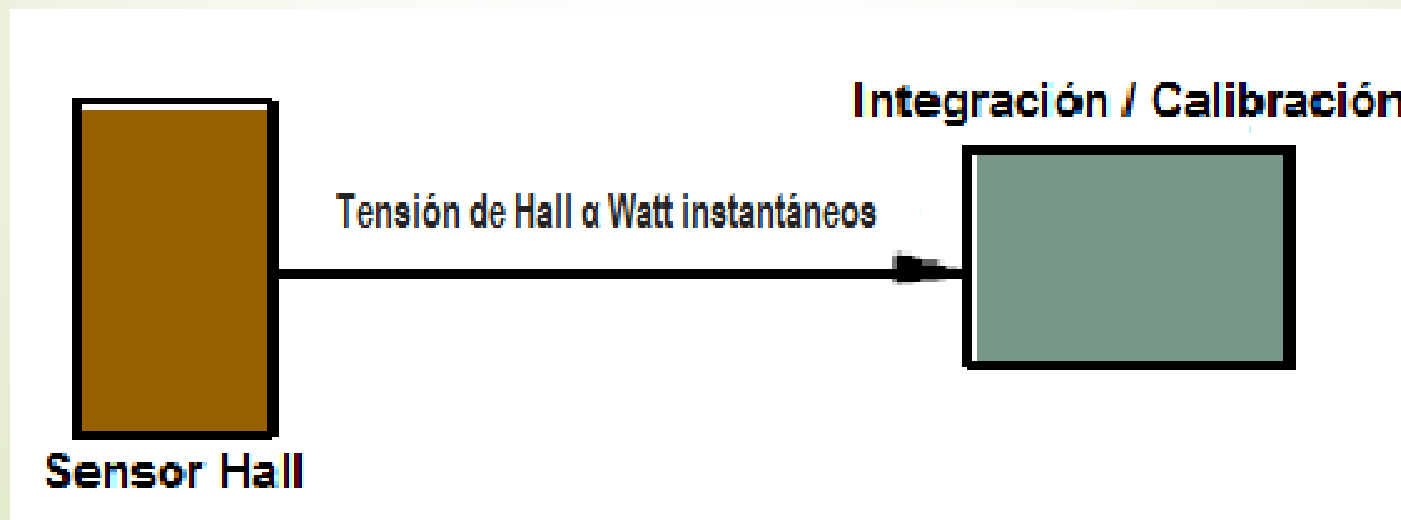 Integración / Calibración
Tensión de Hall α Watt instantáneos
Sensor Hall